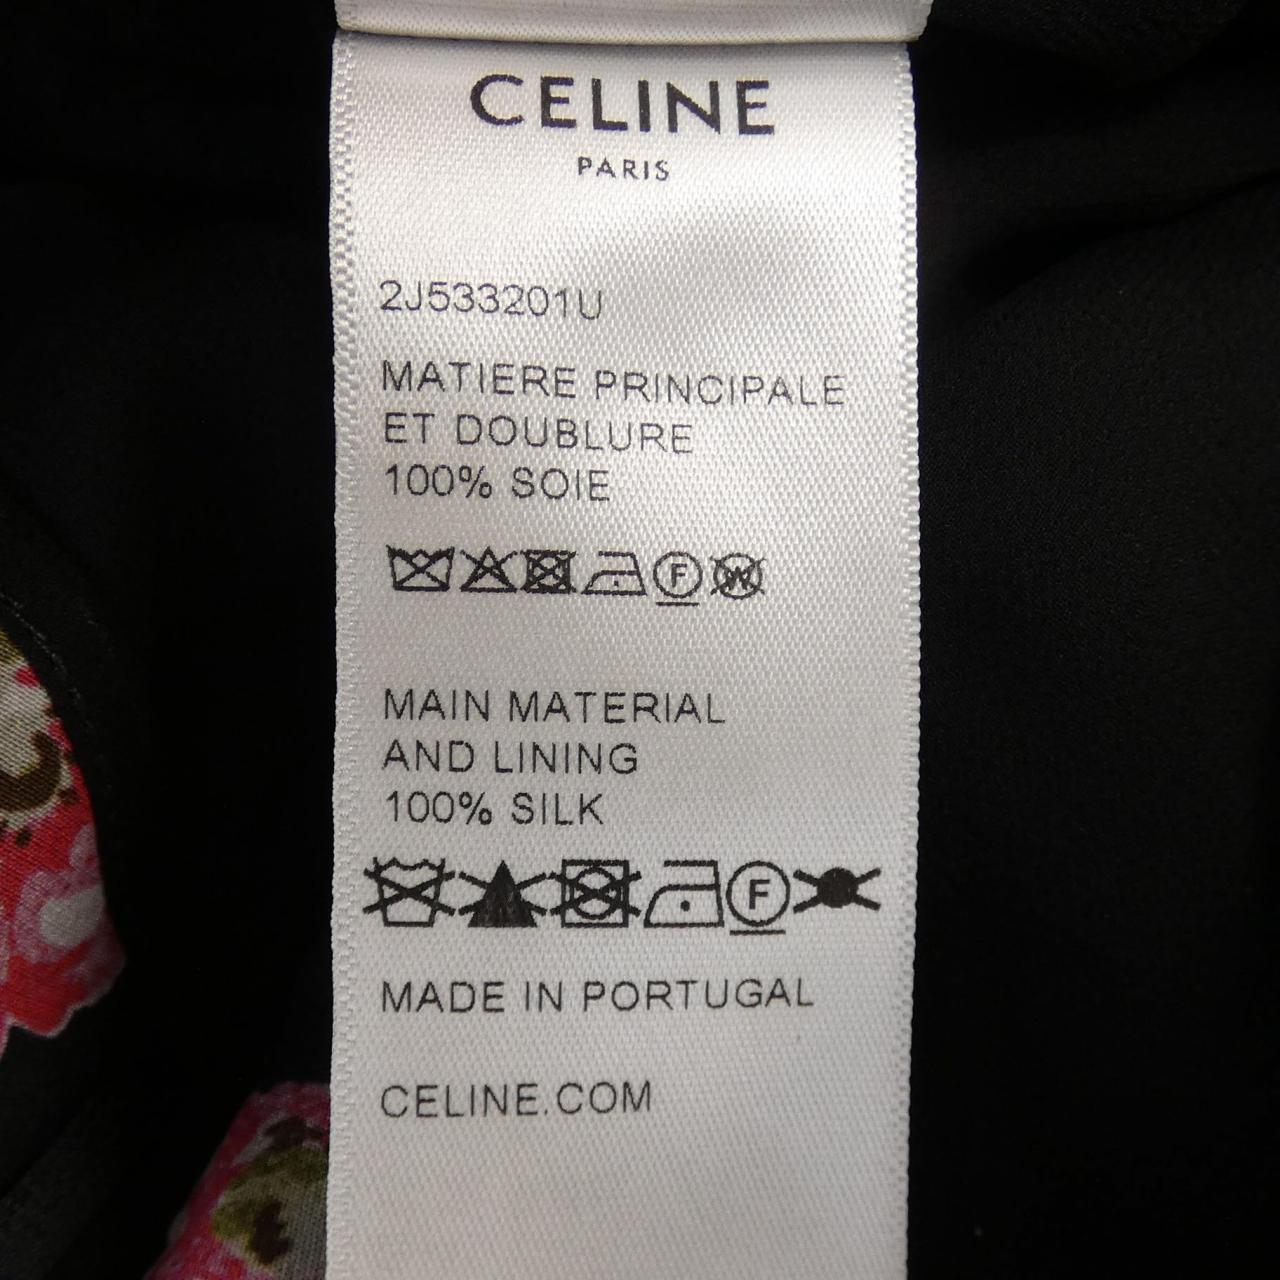 CELINE
PARIS
2J533201U
MATIERE PRINCIPALE
ET DOUBLURE
100% SOIE
F W
MAIN MATERIAL
AND LINING
100% SILK
F
MADE IN PORTUGAL
CELINE.COM